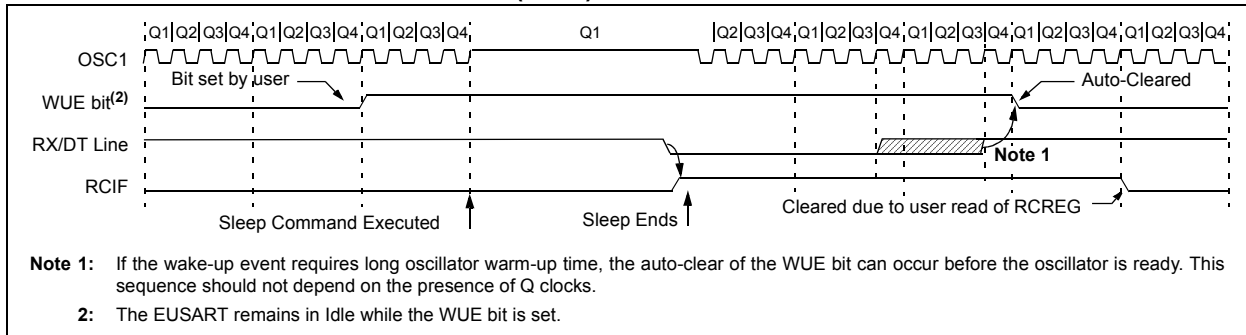 Q1 Q2 Q3 Q4 Q1 Q2 Q3 Q4 Q1 Q2 Q3 Q4 Q1 Q2 Q3 Q4 Q1 Q2 Q3 Q4 Q1 Q2 Q3 Q4 Q1 Q2 Q3 Q4 Q1 Q2 Q3 Q4
OSC1
Bit set by user
Auto-Cleared
WUE bit(2)
RX/DT Line
Note 1
RCIF
Sleep Command Executed
Sleep Ends
Cleared due to user read of RCREG
Note 1: If the wake-up event requires long oscillator warm-up time, the auto-clear of the WUE bit can occur before the oscillator is ready. This
sequence should not depend on the presence of Q clocks.
2: The EUSART remains in Idle while the WUE bit is set.